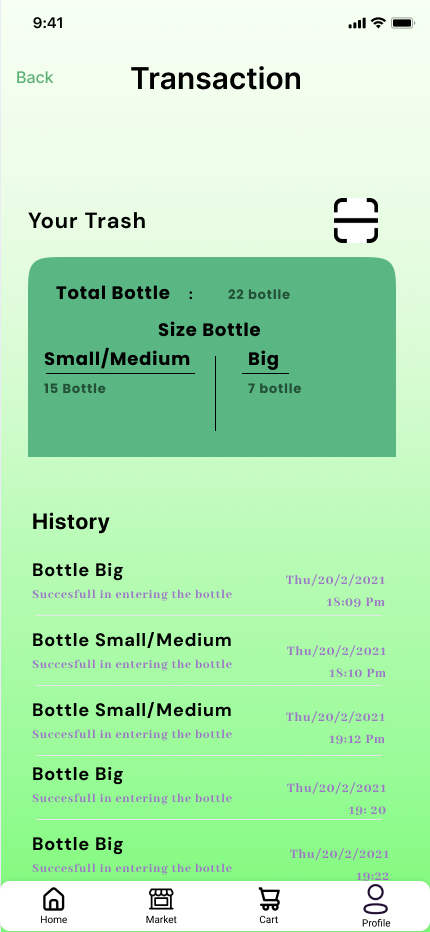 9:41
Back
Transaction
Your Trash
Total Bottle : 22 botlle
Size Bottle
Small/Medium Big
15 Bottle 7 botlle
History
Bottle Big
Succesfull in entering the bottle
Thu/20/2/2021
18:09 Pm
Bottle Small/Medium
Succesfull in entering the bottle
Thu/20/2/2021
18:10 Pm
Bottle Small/Medium
Succesfull in entering the bottle
Thu/20/2/2021
19:12 Pm
Bottle Big
Succesfull in entering the bottle
Thu/20/2/2021
19: 20
Bottle Big
Succesfull in entering the bottle
Thu/20/2/2021
19:22
Home Market Cart Profile